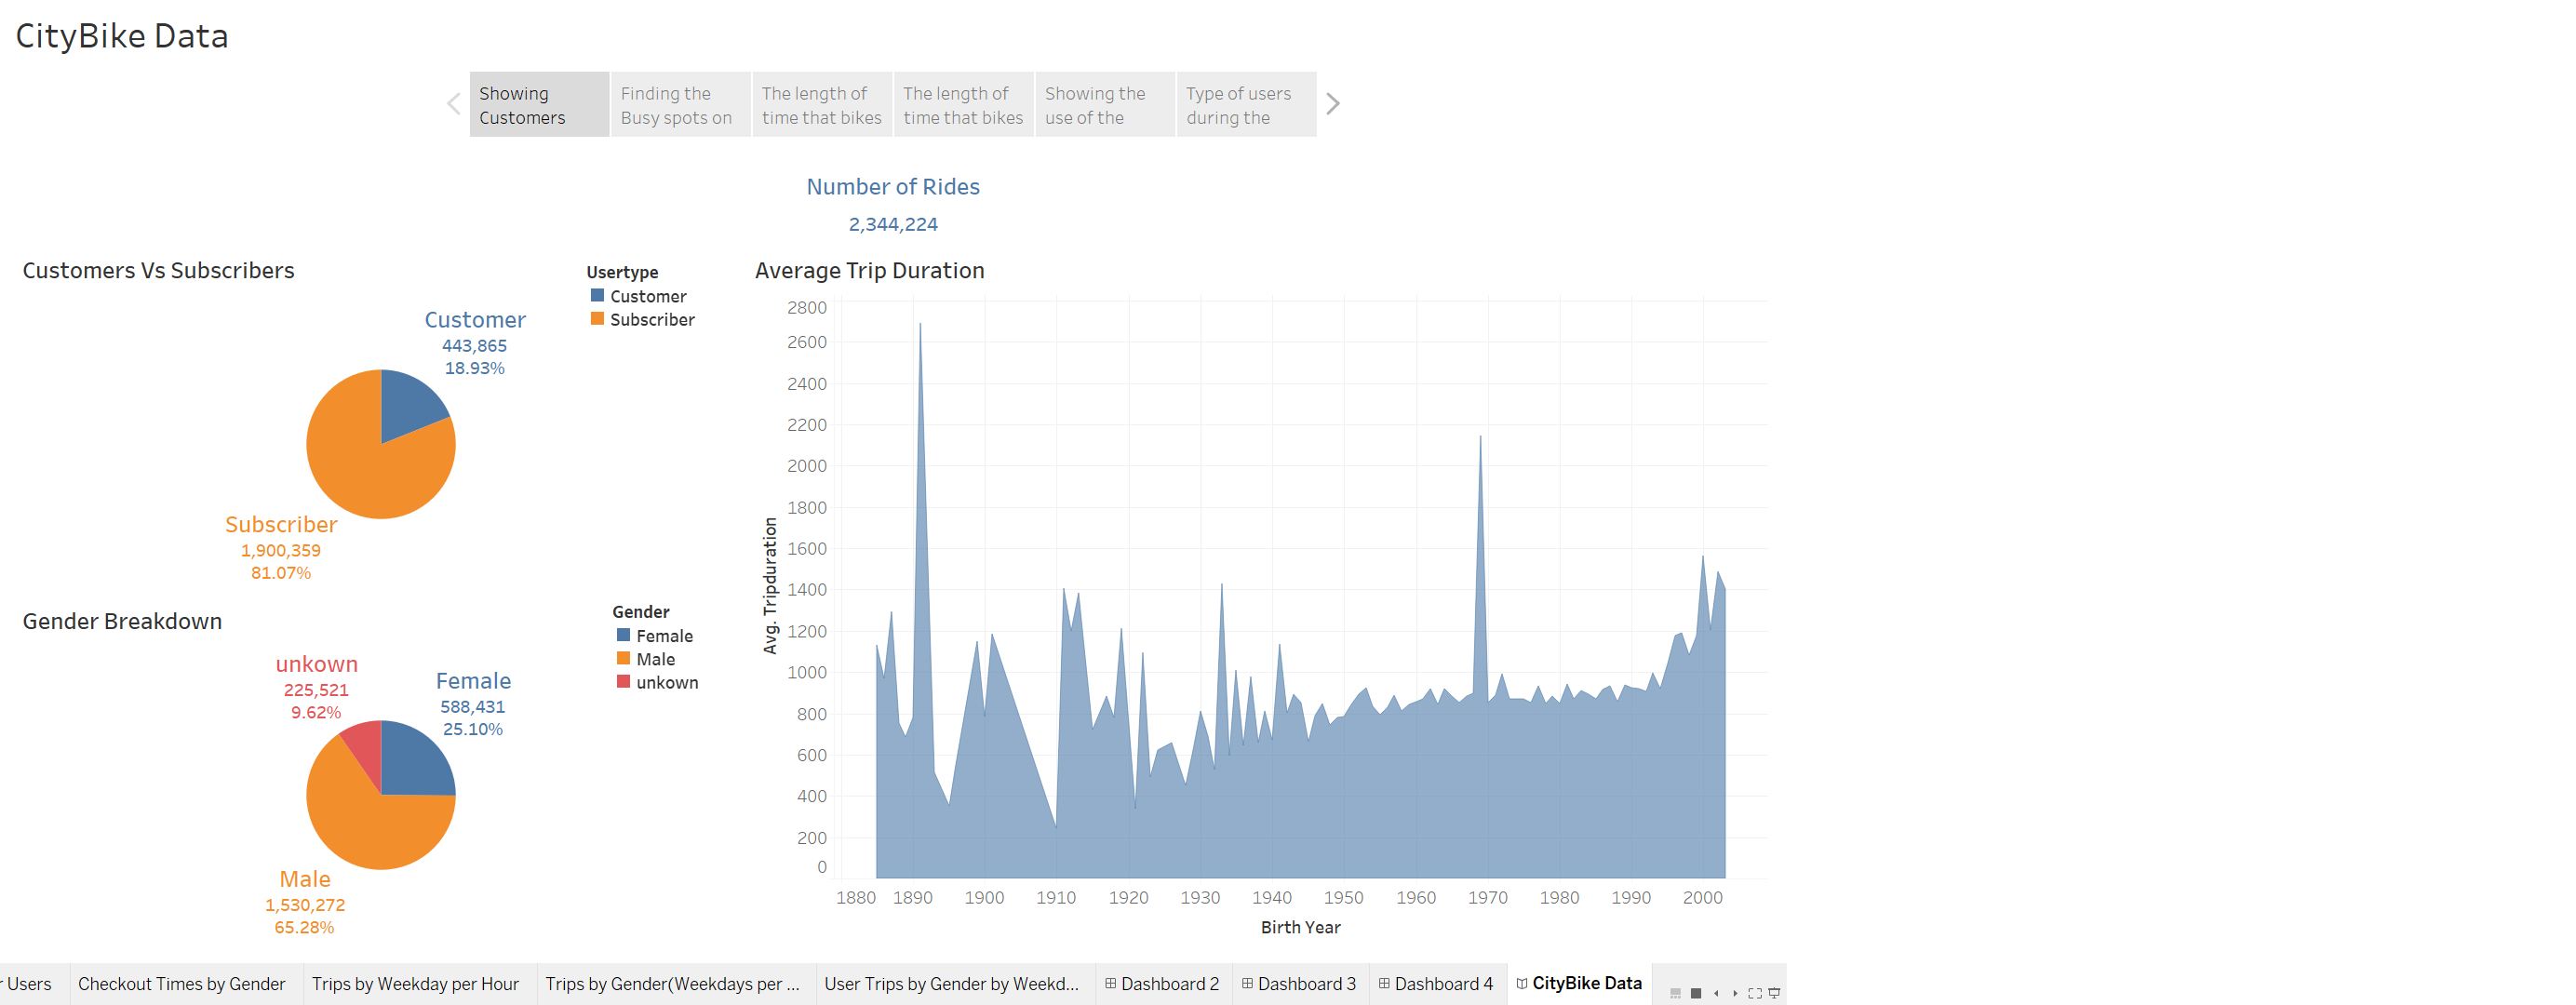 CityBike Data
Showing
Customers
Finding the
Busy spots on
The length of
time that bikes
The length of
time that bikes
Showing the
use of the
Type of users
during the
Number of Rides
2,344,224
Customers Vs Subscribers
Customer
443,865
18.93%
Subscriber
1,900,359
81.07%
Usertype
Customer
Subscriber
Gender Breakdown
unkown
225,521
9.62%
Female
588,431
25.10%
Male
1,530,272
65.28%
Gender
Female
Male
unkown
Average Trip Duration
Avg. Tripduration
2800
2600
2400
2200
2000
1800
1600
1400
1200
1000
800
600
400
200
0
1880 1890 1900 1910 1920 1930 1940 1950 1960 1970 1980 1990 2000
Birth Year
r Users
Checkout Times by Gender
Trips by Weekday per Hour
Trips by Gender(Weekdays per ...
User Trips by Gender by Weekd...
Dashboard 2
Dashboard 3
Dashboard 4
CityBike Data